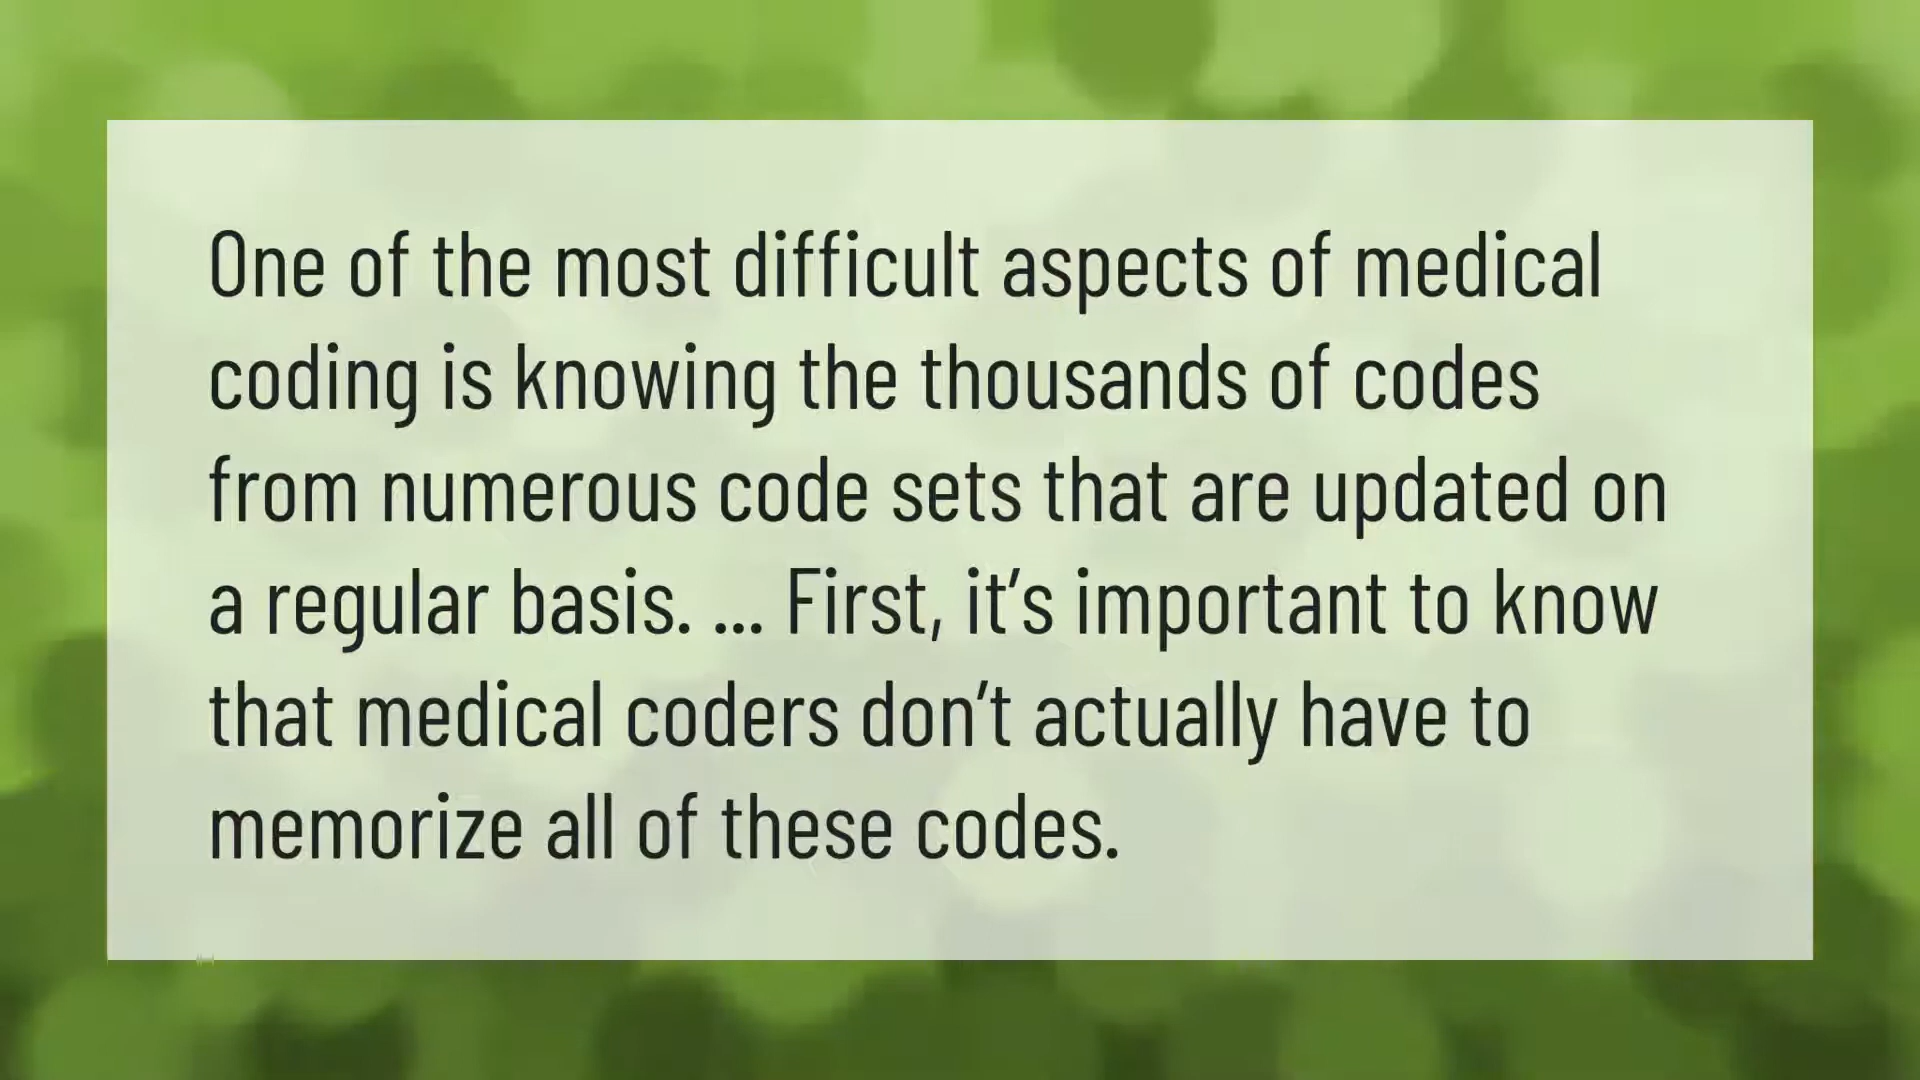 One of the most difficult aspects of medical
coding is knowing the thousands of codes
from numerous code sets that are updated on
a regular basis. ... First, it’s important to know
that medical coders don’t actually have to
memorize all of these codes.